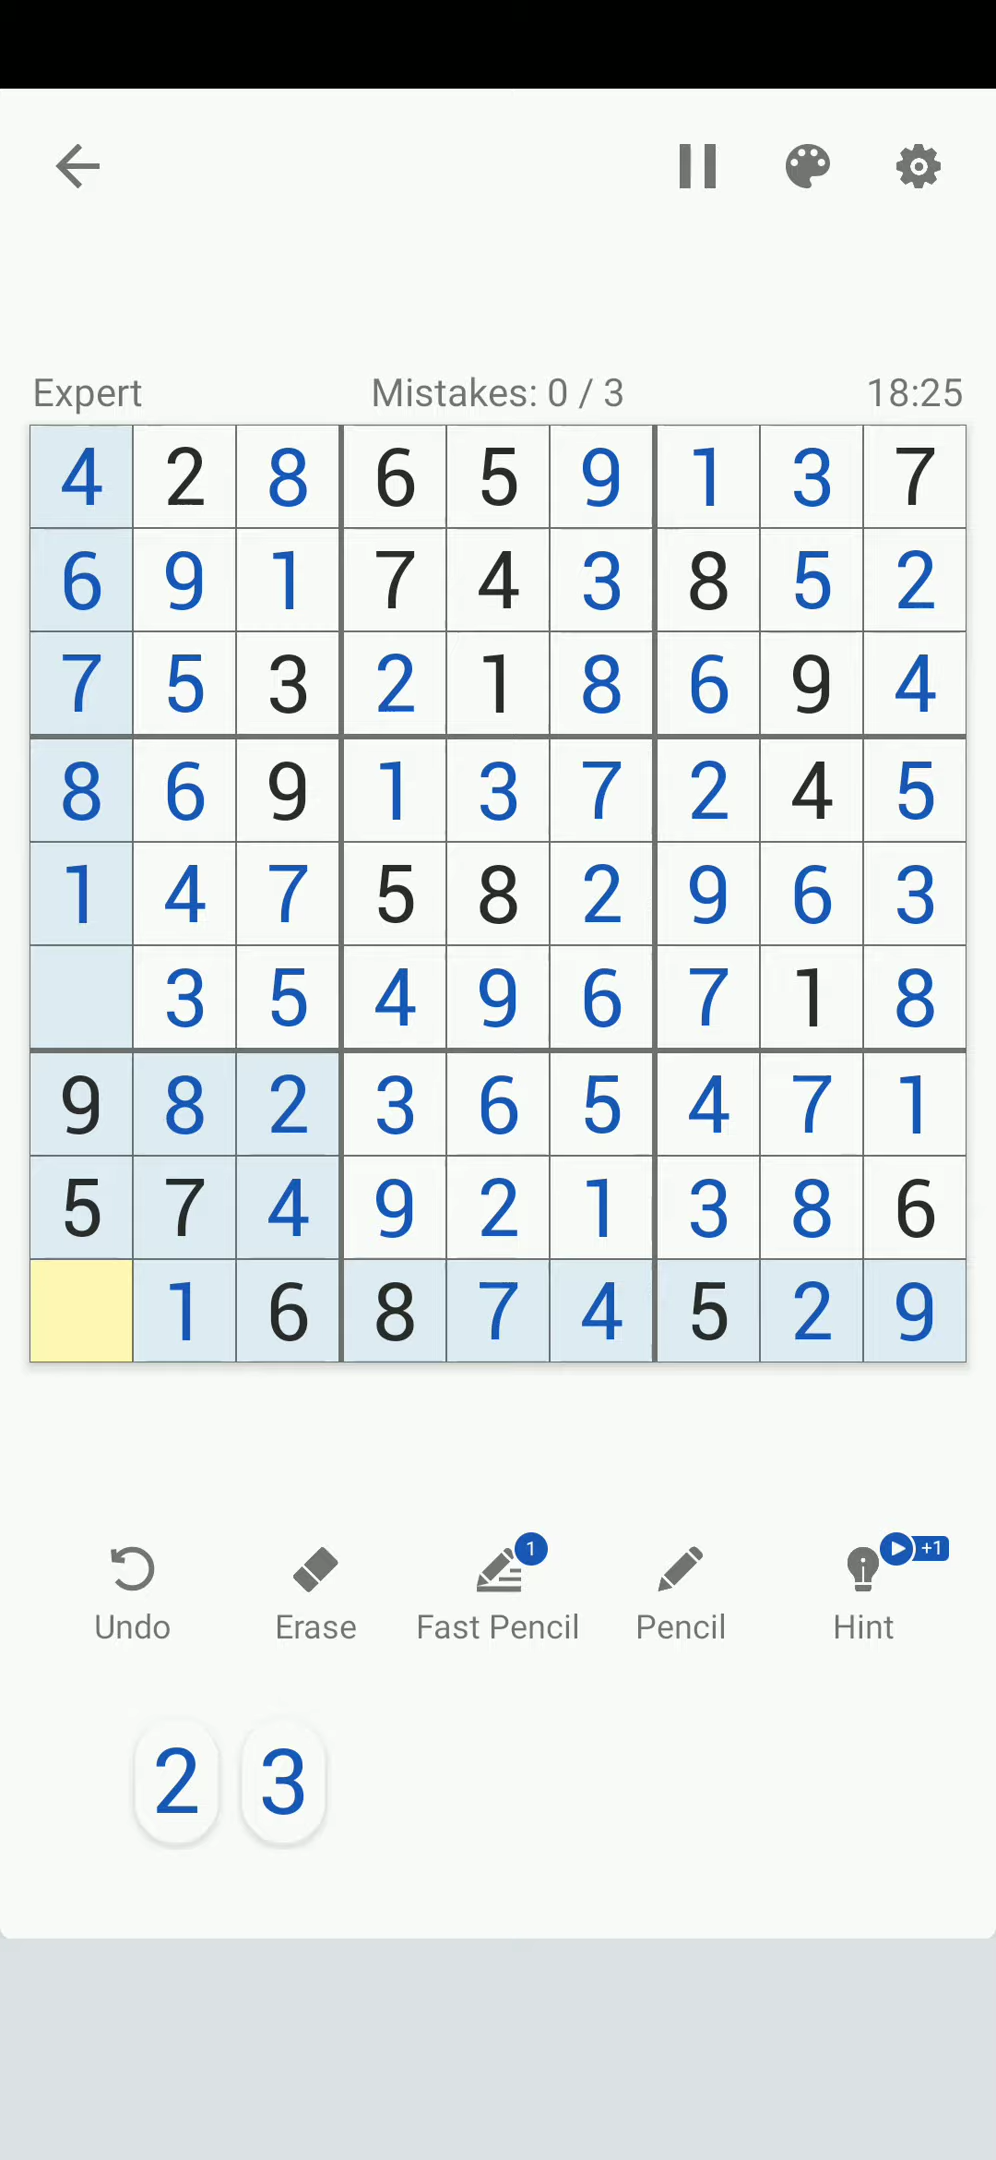 Expert Mistakes: 0 / 3 18:25
4 2 8 6 5 9 1 3 7
6 9 1 7 4 3 8 5 2
7 5 3 2 1 8 6 9 4
8 6 9 1 3 7 2 4 5
1 4 7 5 8 2 9 6 3
3 5 4 9 6 7 1 8
9 8 2 3 6 5 4 7 1
5 7 4 9 2 1 3 8 6
1 6 8 7 4 5 2 9
1 +1
Undo Erase Fast Pencil Pencil Hint
2 3